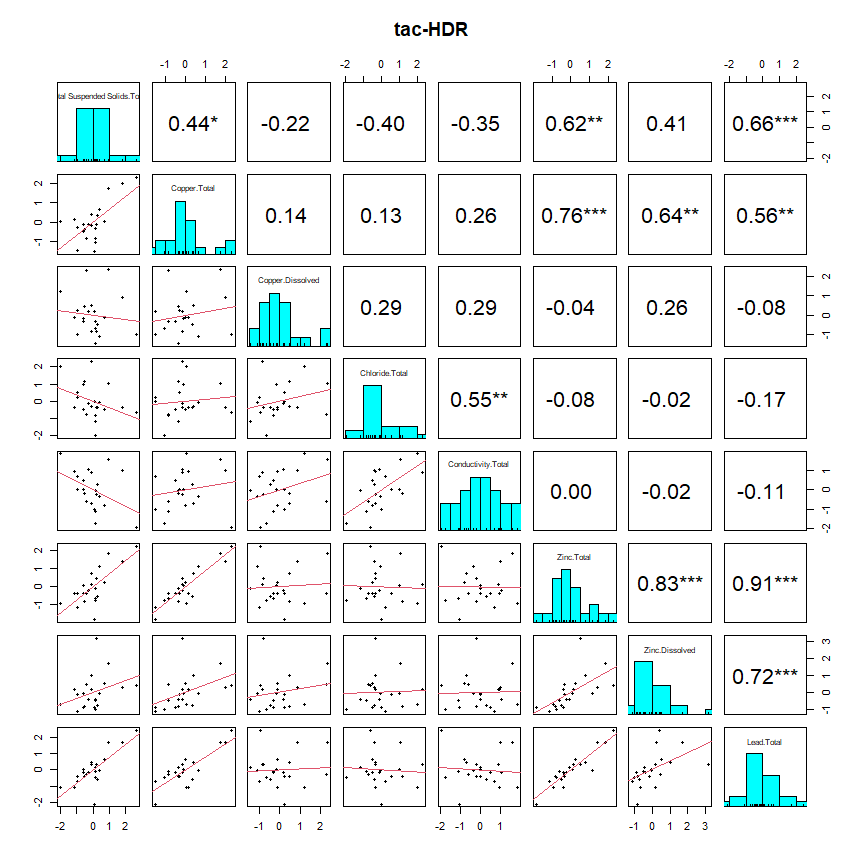 tac-HDR
-1 0 1 2
-2 0 1 2
-1 0 1 2
-2 0 1 2
tal Suspended Solids.To
0.44*
-0.22
-0.40
-0.35
0.62**
0.41
0.66***
-2 0 1 2
-1 0 1 2
Copper.Total
0.14
0.13
0.26
0.76***
0.64**
0.56**
Copper.Dissolved
0.29
0.29
-0.04
0.26
-0.08
-1 0 1 2
-2 0 1 2
Chloride.Total
0.55**
-0.08
-0.02
-0.17
Conductivity.Total
0.00
-0.02
-0.11
-2 -1 0 1
-1 0 1 2
Zinc.Total
0.83***
0.91***
Zinc.Dissolved
0.72***
-1 0 1 2 3
-2 0 1 2
Lead.Total
-2 0 1 2
-1 0 1 2
-2 -1 0 1
-1 0 1 2 3